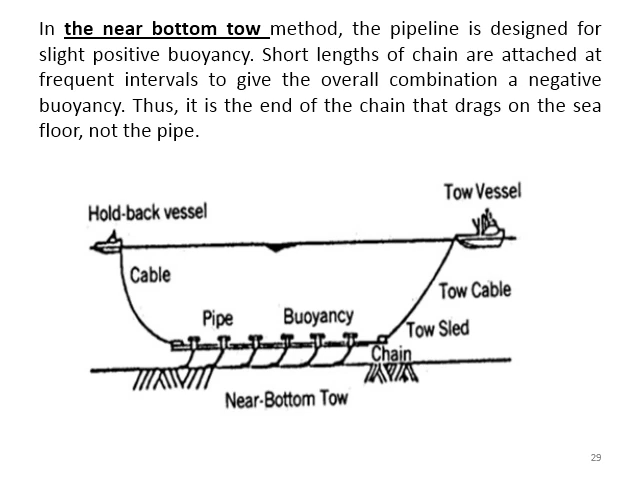 In the near bottom tow method, the pipeline is designed for
slight positive buoyancy. Short lengths of chain are attached at
frequent intervals to give the overall combination a negative
buoyancy. Thus, it is the end of the chain that drags on the sea
floor, not the pipe.
Tow Vessel
Hold-back vessel
Cable
Tow Cable
Pipe
Buoyancy
Tow Sled
Chain
Near-Bottom Tow
29